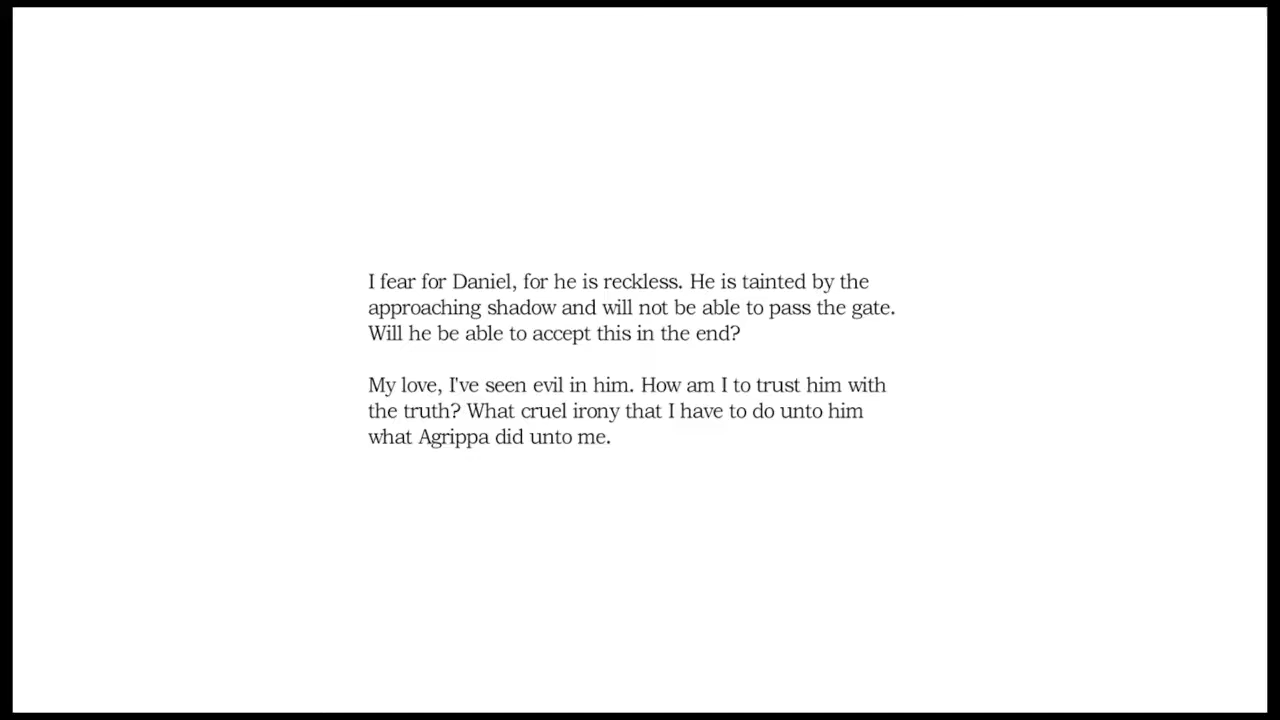 I fear for Daniel, for he is reckless. He is tainted by the
approaching shadow and will not be able to pass the gate.
Will he be able to accept this in the end?
My love, I've seen evil in him. How am I to trust him with
the truth? What cruel irony that I have to do unto him
what Agrippa did unto me.